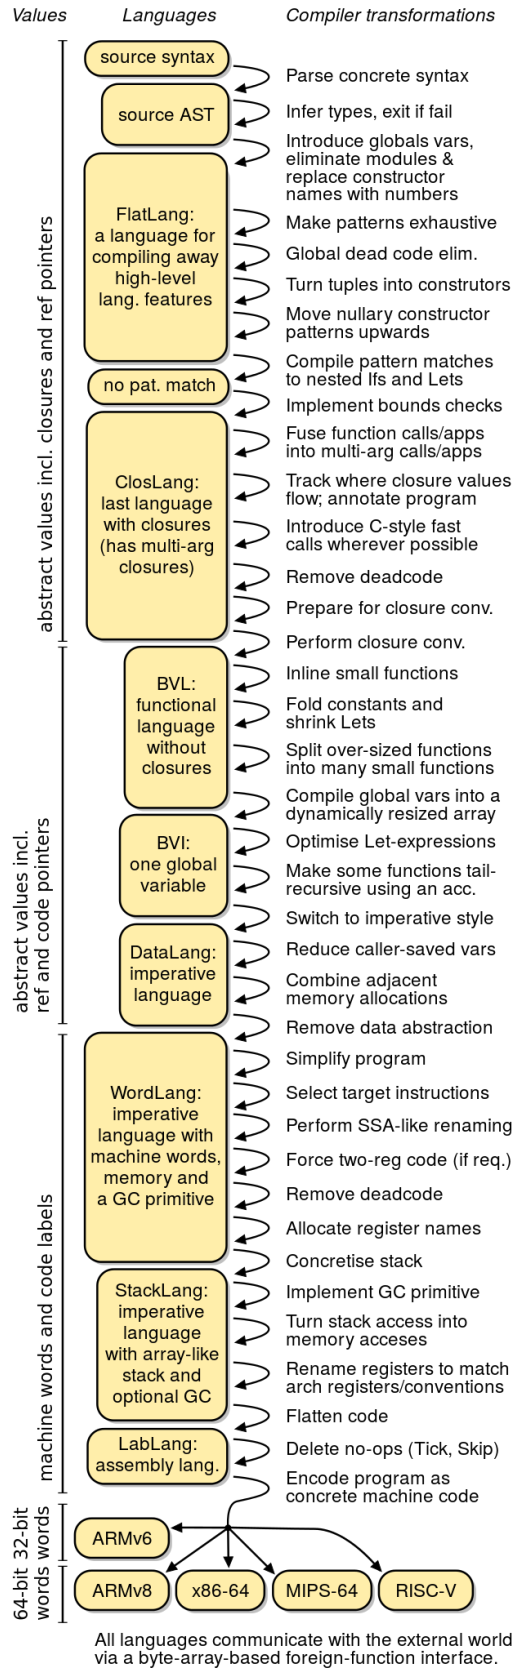 Values Languages Compiler transformations
source syntax
Parse concrete syntax
source AST
Infer types, exit if fail
Introduce globals vars,
eliminate modules &
replace constructor
names with numbers
FlatLang:
a language for
compiling away
high-level
lang. features
Make patterns exhaustive
Global dead code elim.
Turn tuples into construtors
Move nullary constructor
patterns upwards
Compile pattern matches
to nested Ifs and Lets
no pat. match
Implement bounds checks
Fuse function calls/apps
into multi-arg calls/apps
ClosLang:
last language
with closures
(has multi-arg
closures)
Track where closure values
flow; annotate program
Introduce C-style fast
calls wherever possible
Remove deadcode
Prepare for closure conv.
Perform closure conv.
abstract values incl. closures and ref pointers
BVL:
functional
language
without
closures
Inline small functions
Fold constants and
shrink Lets
Split over-sized functions
into many small functions
Compile global vars into a
dynamically resized array
BVI:
one global
variable
Optimise Let-expressions
Make some functions tail-
recursive using an acc.
Switch to imperative style
DataLang:
imperative
language
Reduce caller-saved vars
Combine adjacent
memory allocations
Remove data abstraction
abstract values incl.
ref and code pointers
WordLang:
imperative
language with
machine words,
memory and
a GC primitive
Simplify program
Select target instructions
Perform SSA-like renaming
Force two-reg code (if req.)
Remove deadcode
Allocate register names
Concretise stack
StackLang:
imperative
language
with array-like
stack and
optional GC
Implement GC primitive
Turn stack access into
memory acceses
Rename registers to match
arch registers/conventions
Flatten code
LabLang:
assembly lang.
Delete no-ops (Tick, Skip)
Encode program as
concrete machine code
machine words and code labels
32-bit
words
ARMv6
64-bit
words
ARMv8 x86-64 MIPS-64 RISC-V
All languages communicate with the external world
via a byte-array-based foreign-function interface.